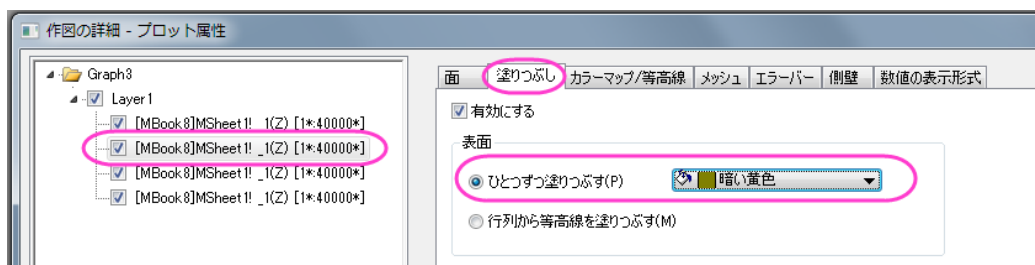 作図の詳細 - プロット属性
Graph3
Layer1
[MBook8]MSheet1! _1(Z) [1*:40000*]
[MBook8]MSheet1! _1(Z) [1*:40000*]
[MBook8]MSheet1! _1(Z) [1*:40000*]
[MBook8]MSheet1! _1(Z) [1*:40000*]
面 塗りつぶし カラーマップ/等高線 メッシュ エラーバー 側壁 数値の表示形式
有効にする
表面
ひとつずつ塗りつぶす(P) 暗い黄色
行列から等高線を塗りつぶす(M)